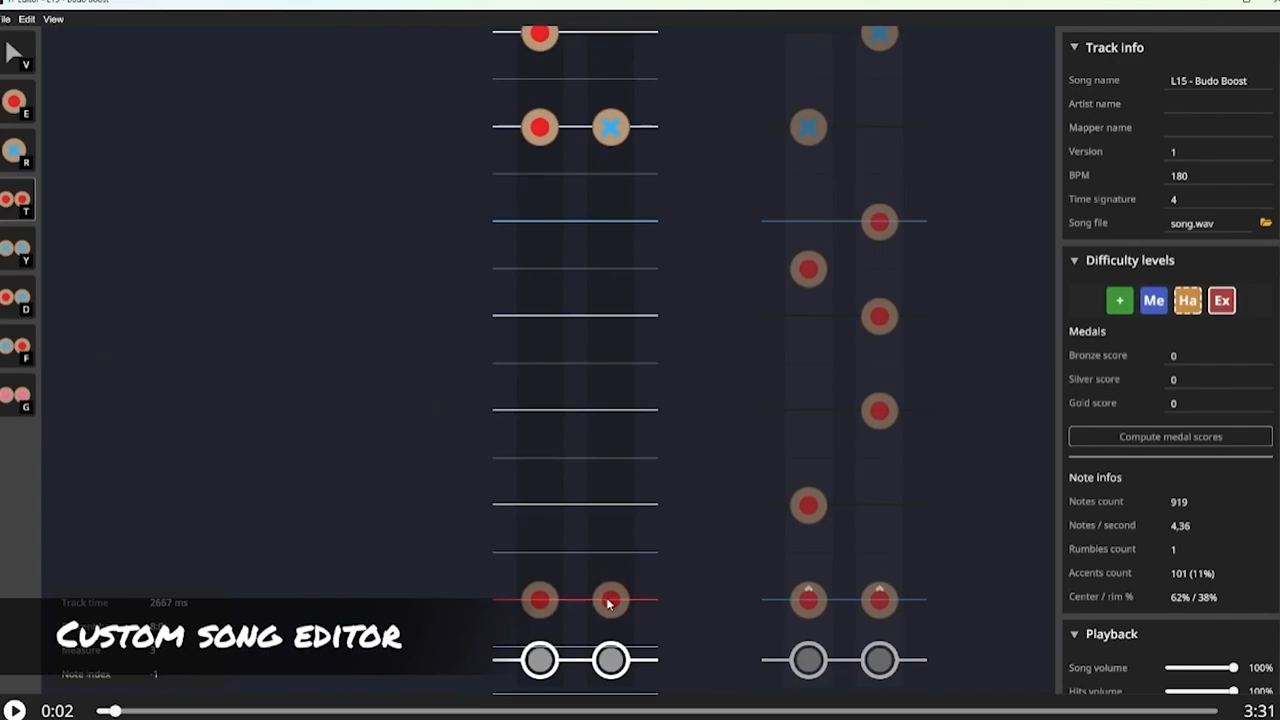 Edit View
V
E
R
T
Y
D
F
G
Track info
Song name L15 - Budo Boost
Artist name
Mapper name
Version 1
BPM 180
Time signature 4
Song file song.wav
Difficulty levels
+ Me Ha Ex
Medals
Bronze score 0
Silver score 0
Gold score 0
Compute medal scores
Note infos
Notes count 919
Notes / second 4,36
Rumbles count 1
Accents count 101 (11%)
Center / rim % 62% / 38%
Playback
Song volume 100%
Hits volume 100%
Track time 2667 ms
Custom song editor
Measure 3
Note index -1
0:02 3:31